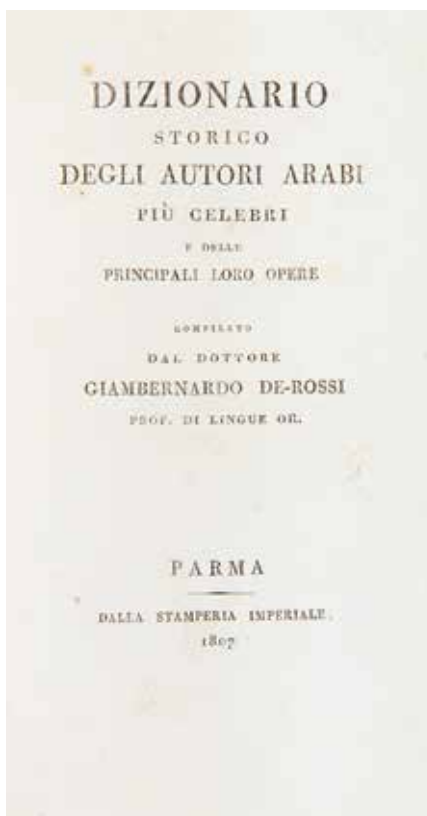 DIZIONARIO
STORICO
DEGLI AUTORI ARABI
PIÙ CELEBRI
E DELLE
PRINCIPALI LORO OPERE
COMPILATO
DAL DOTTORE
GIAMBERNARDO DE-ROSSI
PROF. DI LINGUE OR.
PARMA
DALLA STAMPERIA IMPERIALE
1807